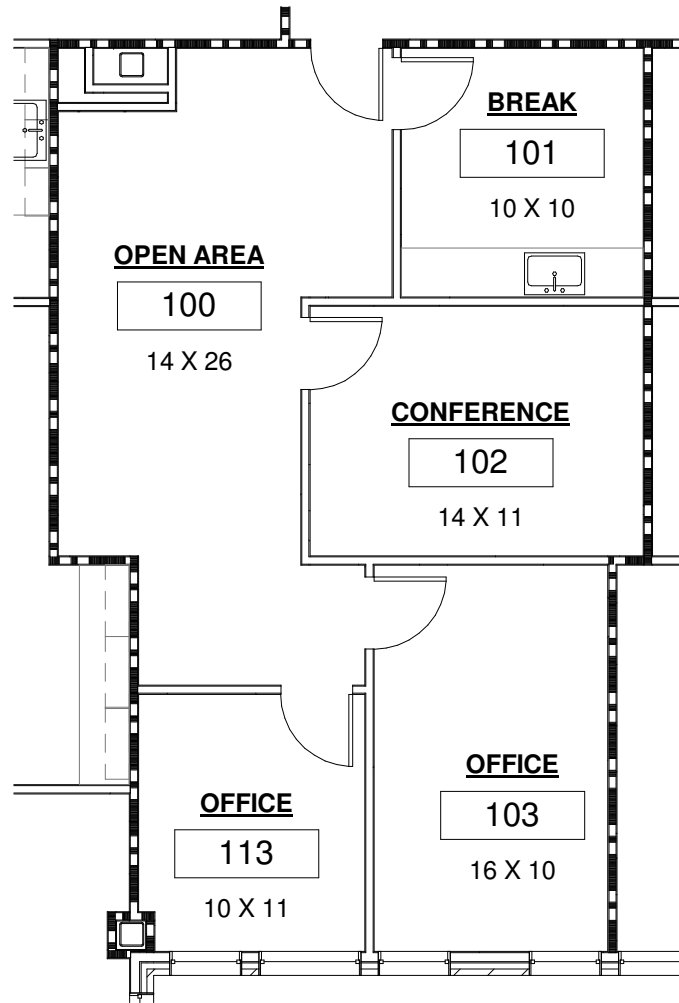 BREAK
101
10 X 10
OPEN AREA
100
14 X 26
CONFERENCE
102
14 X 11
OFFICE
103
16 X 10
OFFICE
113
10 X 11